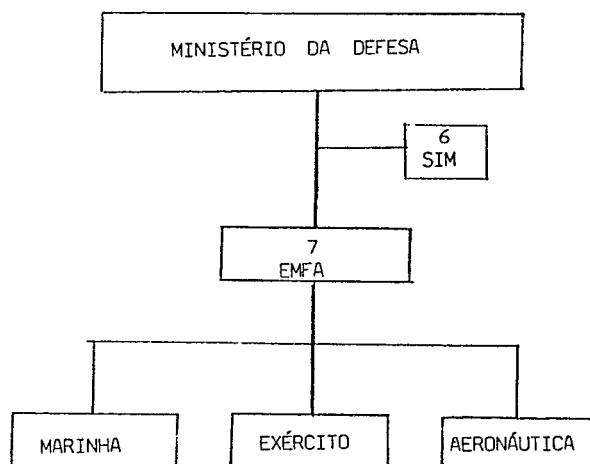 MINISTÉRIO DA DEFESA
6
SIM
7
EMFA
MARINHA
EXÉRCITO
AERONÁUTICA